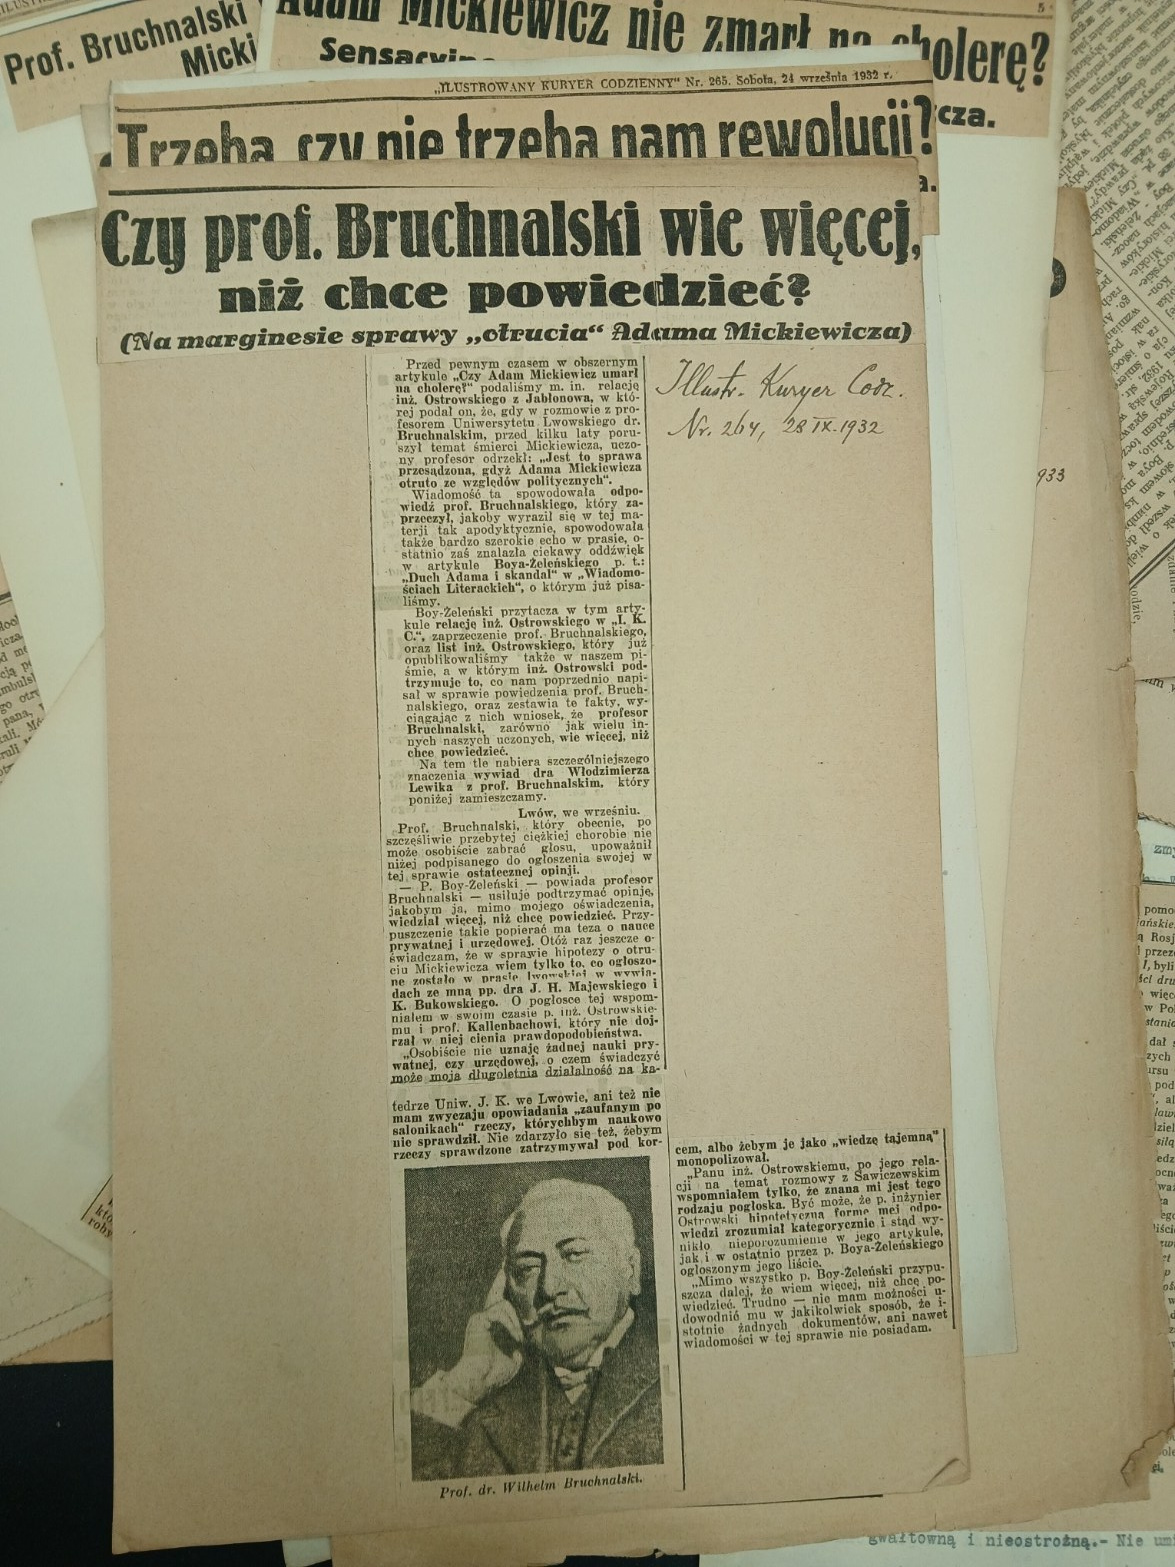 Prof. Bruchnalski
Micki
Adam Mickiewicz nie zmarł na cholerę?
5
„ILUSTROWANY KURYER CODZIENNY“ Nr. 265. Sobota, 24 września 1932 r.
Trzeba, czy nie trzeba nam rewolucji?
cza.
a.
Czy prof. Bruchnalski wie więcej,
niż chce powiedzieć?
(Na marginesie sprawy „otrucia“ Adama Mickiewicza)
Illustr. Kuryer Codz.
Nr. 264, 28 IX. 1932
Przed pewnym czasem w obszernym
artykule „Czy Adam Mickiewicz umarł
na cholerę?“ podaliśmy m. in. relację
inż. Ostrowskiego z Jabłonowa, w któ-
rej podał on, że, gdy w rozmowie z pro-
fesorem Uniwersytetu Lwowskiego dr.
Bruchnalskim, przed kilku laty poru-
szył temat śmierci Mickiewicza, uczo-
ny profesor odrzekł: „Jest to sprawa
przesądzona, gdyż Adama Mickiewicza
otruto ze względów politycznych“.
Wiadomość ta spowodowała odpo-
wiedź prof. Bruchnalskiego, który za-
przeczył, jakoby wyraził się w tej ma-
terji tak apodyktycznie, spowodowała
także bardzo szerokie echo w prasie, o-
statnio zaś znalazła ciekawy oddźwięk
w artykule Boya-Żeleńskiego p. t.:
„Duch Adama i skandal“ w „Wiadomo-
ściach Literackich“, o którym już pisa-
liśmy.
Boy-Żeleński przytacza w tym arty-
kule relację inż. Ostrowskiego w „I. K.
C.“, zaprzeczenie prof. Bruchnalskiego,
oraz list inż. Ostrowskiego, który już
opublikowaliśmy także w naszem pi-
śmie, a w którym inż. Ostrowski pod-
trzymuje to, co nam poprzednio napi-
sał w sprawie powiedzenia prof. Bruch-
nalskiego, oraz zestawia te fakty, wy-
ciągając z nich wniosek, że profesor
Bruchnalski, zarówno jak wielu in-
nych naszych uczonych, wie więcej, niż
chce powiedzieć.
Na tem tle nabiera szczególniejszego
znaczenia wywiad dra Włodzimierza
Lewika z prof. Bruchnalskim, który
poniżej zamieszczamy.
Lwów, we wrześniu.
Prof. Bruchnalski, który obecnie, po
szczęśliwie przebytej ciężkiej chorobie nie
może osobiście zabrać głosu, upoważnił
niżej podpisanego do ogłoszenia swojej w
tej sprawie ostatecznej opinji.
— P. Boy-Żeleński — powiada profesor
Bruchnalski — usiłuje podtrzymać opinję,
jakobym ja, mimo mojego oświadczenia,
wiedział więcej, niż chcę powiedzieć. Przy-
puszczenie takie popierać ma teza o nauce
prywatnej i urzędowej. Otóż raz jeszcze o-
świadczam, że w sprawie hipotezy o otru-
ciu Mickiewicza wiem tylko to, co ogłoszo-
ne zostało w prasie lwowskiej w wywia-
dach ze mną pp. dra J. H. Majewskiego i
K. Bukowskiego. O pogłosce tej wspom-
niałem w swoim czasie p. inż. Ostrowskie-
mu i prof. Kallenbachowi, który nie doj-
rzał w niej cienia prawdopodobieństwa.
„Osobiście nie uznaję żadnej nauki pry-
watnej, czy urzędowej, o czem świadczyć
może moja długoletnia działalność na ka-
tedrze Uniw. J. K. we Lwowie, ani też nie
mam zwyczaju opowiadania „zaufanym po
salonikach“ rzeczy, którychbym naukowo
nie sprawdził. Nie zdarzyło się też, żebym
rzeczy sprawdzone zatrzymywał pod kor-
Prof. dr. Wilhelm Bruchnalski.
cem, albo żebym je jako „wiedzę tajemną“
monopolizował.
„Panu inż. Ostrowskiemu, po jego rela-
cji na temat rozmowy z Sawiczewskim
wspomniałem tylko, że znana mi jest tego
rodzaju pogłoska. Być może, że p. inżynier
Ostrowski hipotetyczną formę mej odpo-
wiedzi zrozumiał kategorycznie i stąd wy-
nikło nieporozumienie w jego artykule,
jak i w ostatnio przez p. Boya-Żeleńskiego
ogłoszonym jego liście.
„Mimo wszystko p. Boy-Żeleński przypu-
szcza dalej, że wiem więcej, niż chcę po-
wiedzieć. Trudno — nie mam możności u-
dowodnić mu w jakikolwiek sposób, że i-
stotnie żadnych dokumentów, ani nawet
wiadomości w tej sprawie nie posiadam.
933
gwałtowną i nieostrożną.- Nie